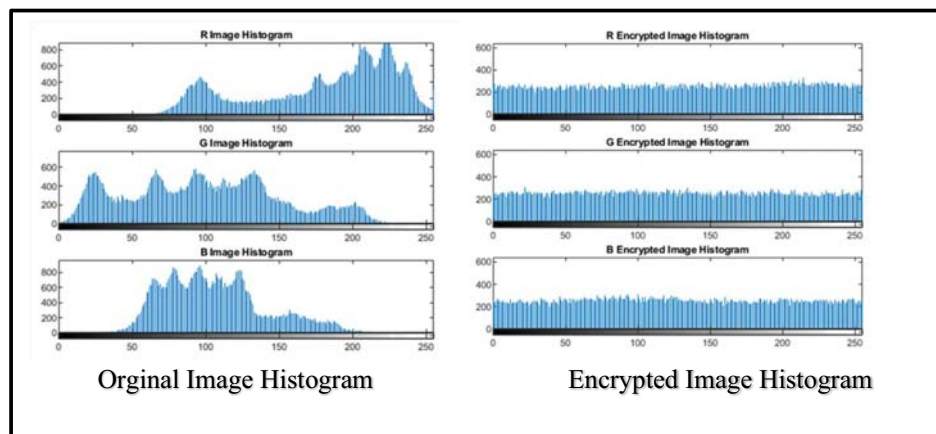 R Image Histogram
800
600
400
200
0
0 50 100 150 200 250
G Image Histogram
600
400
200
0
0 50 100 150 200 250
B Image Histogram
800
600
400
200
0
0 50 100 150 200 250
Orginal Image Histogram
R Encrypted Image Histogram
600
400
200
0
0 50 100 150 200 250
G Encrypted Image Histogram
600
400
200
0
0 50 100 150 200 250
B Encrypted Image Histogram
600
400
200
0
0 50 100 150 200 250
Encrypted Image Histogram